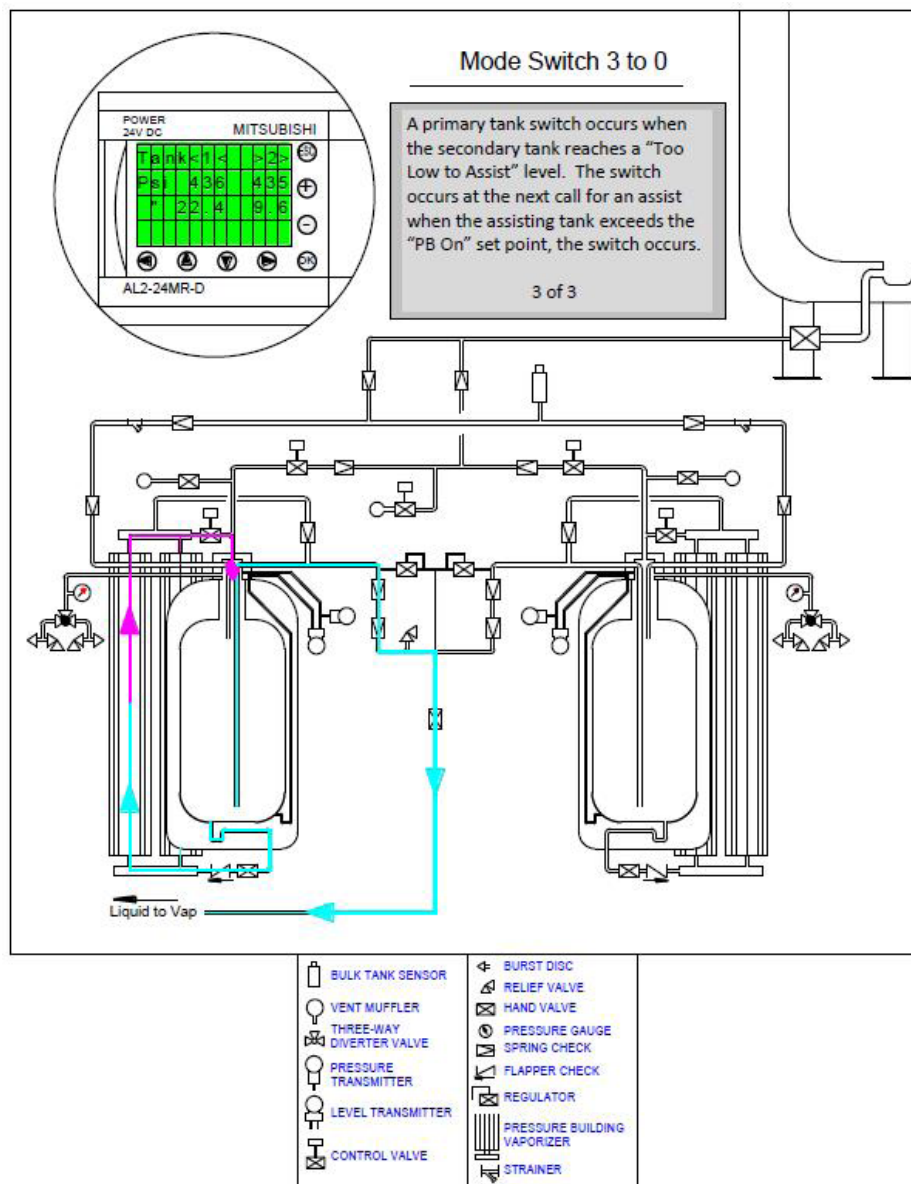 Mode Switch 3 to 0
POWER
24V DC
MITSUBISHI
Tank<1< >2>
Psi 436 435
" 22.4 9.6
ESC
+
−
OK
AL2-24MR-D
A primary tank switch occurs when
the secondary tank reaches a “Too
Low to Assist” level. The switch
occurs at the next call for an assist
when the assisting tank exceeds the
“PB On” set point, the switch occurs.
3 of 3
Liquid to Vap
BULK TANK SENSOR
VENT MUFFLER
THREE-WAY
DIVERTER VALVE
PRESSURE
TRANSMITTER
LEVEL TRANSMITTER
CONTROL VALVE
BURST DISC
RELIEF VALVE
HAND VALVE
PRESSURE GAUGE
SPRING CHECK
FLAPPER CHECK
REGULATOR
PRESSURE BUILDING
VAPORIZER
STRAINER